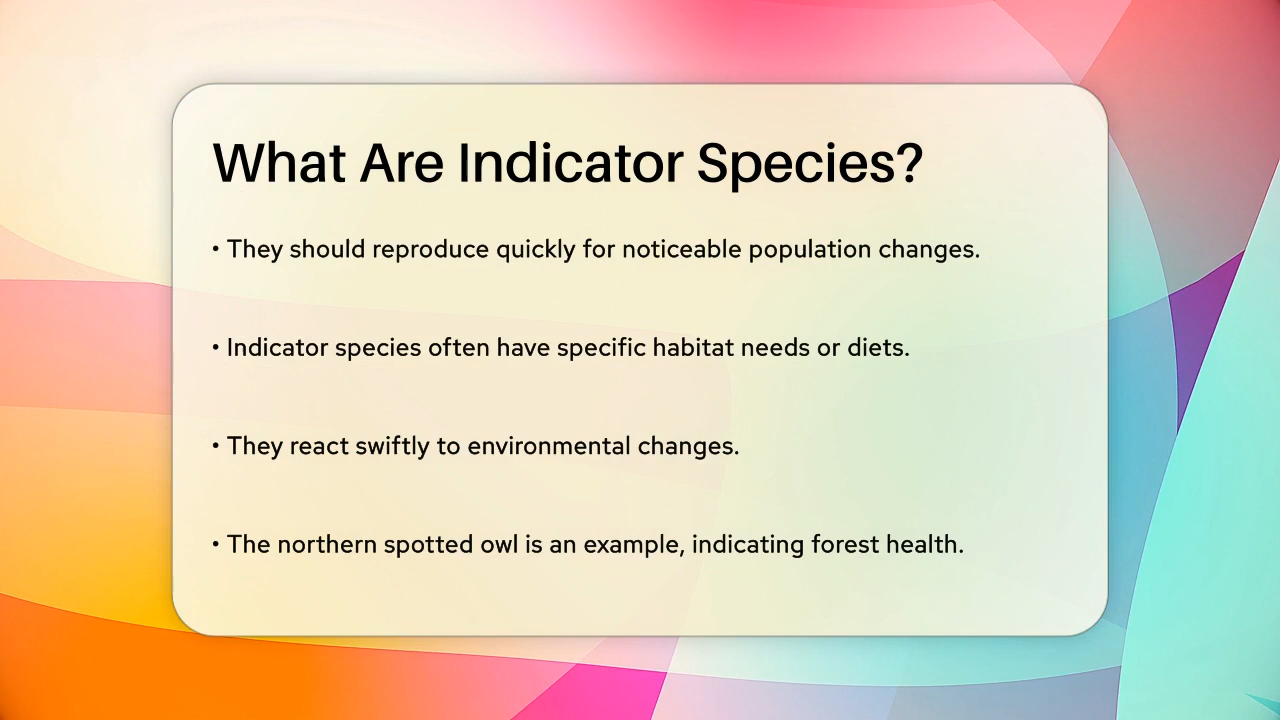 What Are Indicator Species?
• They should reproduce quickly for noticeable population changes.
• Indicator species often have specific habitat needs or diets.
• They react swiftly to environmental changes.
• The northern spotted owl is an example, indicating forest health.